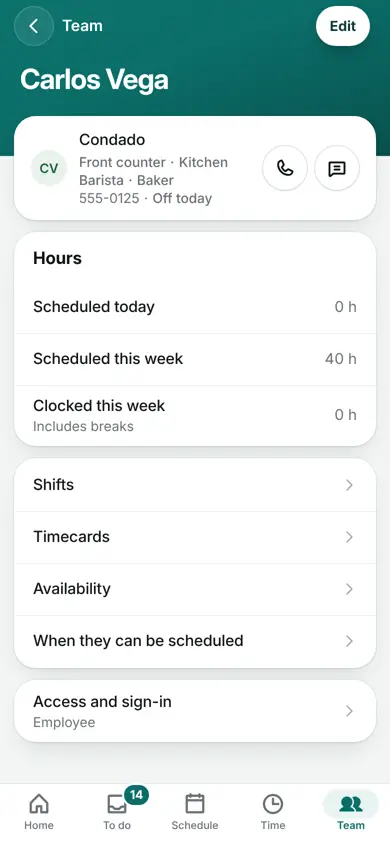 Team
Edit
Carlos Vega
CV
Condado
Front counter · Kitchen
Barista · Baker
555-0125 · Off today
Hours
Scheduled today
0 h
Scheduled this week
40 h
Clocked this week
Includes breaks
0 h
Shifts
Timecards
Availability
When they can be scheduled
Access and sign-in
Employee
14
Home
To do
Schedule
Time
Team